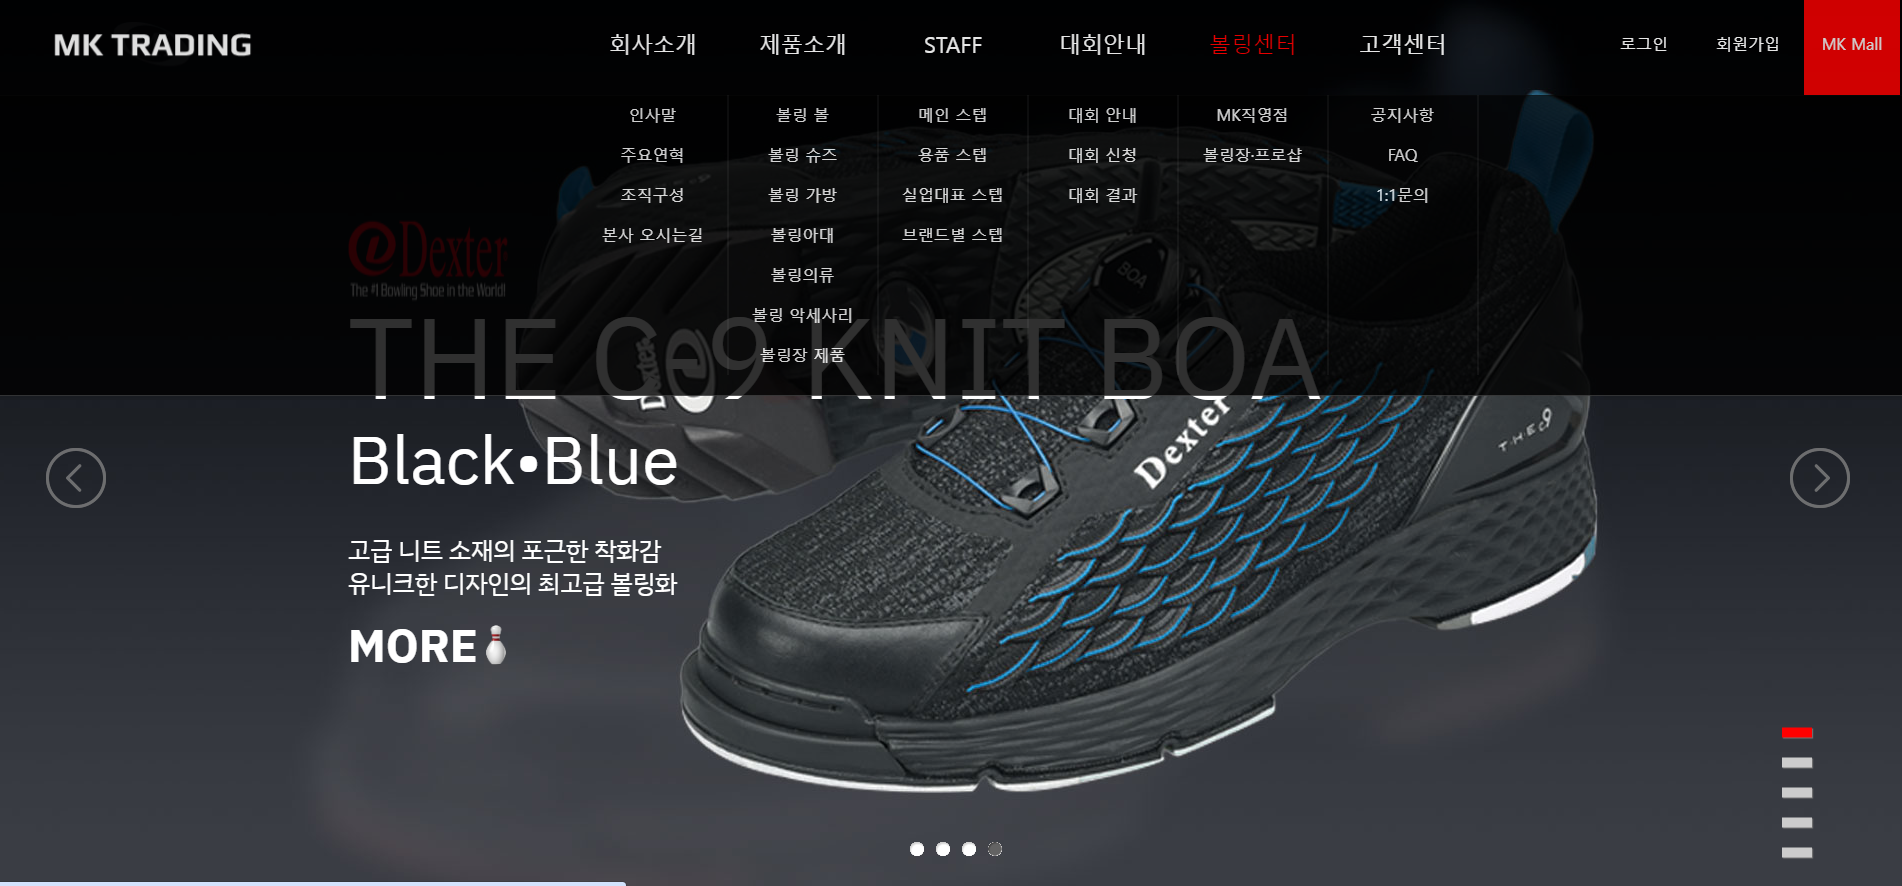 MK TRADING
회사소개
제품소개
STAFF
대회안내
볼링센터
고객센터
로그인
회원가입
MK Mall
인사말
주요연혁
조직구성
본사 오시는길
볼링 볼
볼링 슈즈
볼링 가방
볼링아대
볼링의류
볼링 악세사리
볼링장 제품
메인 스텝
용품 스텝
실업대표 스텝
브랜드별 스텝
대회 안내
대회 신청
대회 결과
MK직영점
볼링장·프로샵
공지사항
FAQ
1:1문의
Dexter
The #1 Bowling Shoe in the World!
THE C-9 KNIT BOA
Black•Blue
고급 니트 소재의 포근한 착화감
유니크한 디자인의 최고급 볼링화
MORE
BOA
Dexter
Dexter
THE C9